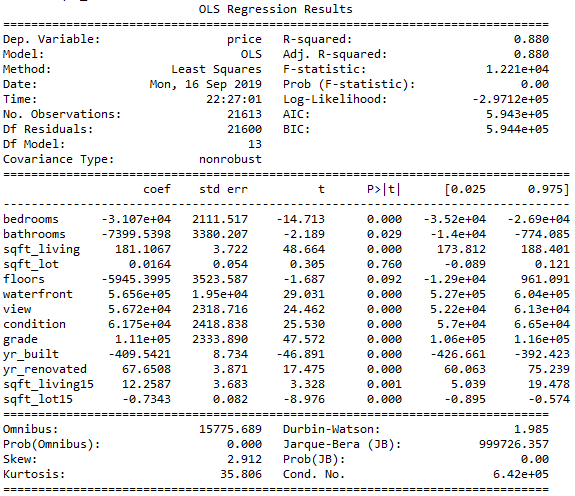 OLS Regression Results
==============================================================================
Dep. Variable: price R-squared: 0.880
Model: OLS Adj. R-squared: 0.880
Method: Least Squares F-statistic: 1.221e+04
Date: Mon, 16 Sep 2019 Prob (F-statistic): 0.00
Time: 22:27:01 Log-Likelihood: -2.9712e+05
No. Observations: 21613 AIC: 5.943e+05
Df Residuals: 21600 BIC: 5.944e+05
Df Model: 13
Covariance Type: nonrobust
==============================================================================
coef std err t P>|t| [0.025 0.975]
------------------------------------------------------------------------------
bedrooms -3.107e+04 2111.517 -14.713 0.000 -3.52e+04 -2.69e+04
bathrooms -7399.5398 3380.207 -2.189 0.029 -1.4e+04 -774.085
sqft_living 181.1067 3.722 48.664 0.000 173.812 188.401
sqft_lot 0.0164 0.054 0.305 0.760 -0.089 0.121
floors -5945.3995 3523.587 -1.687 0.092 -1.29e+04 961.091
waterfront 5.656e+05 1.95e+04 29.031 0.000 5.27e+05 6.04e+05
view 5.672e+04 2318.716 24.462 0.000 5.22e+04 6.13e+04
condition 6.175e+04 2418.838 25.530 0.000 5.7e+04 6.65e+04
grade 1.11e+05 2333.890 47.572 0.000 1.06e+05 1.16e+05
yr_built -409.5421 8.734 -46.891 0.000 -426.661 -392.423
yr_renovated 67.6508 3.871 17.475 0.000 60.063 75.239
sqft_living15 12.2587 3.683 3.328 0.001 5.039 19.478
sqft_lot15 -0.7343 0.082 -8.976 0.000 -0.895 -0.574
==============================================================================
Omnibus: 15775.689 Durbin-Watson: 1.985
Prob(Omnibus): 0.000 Jarque-Bera (JB): 999726.357
Skew: 2.912 Prob(JB): 0.00
Kurtosis: 35.806 Cond. No. 6.42e+05
==============================================================================